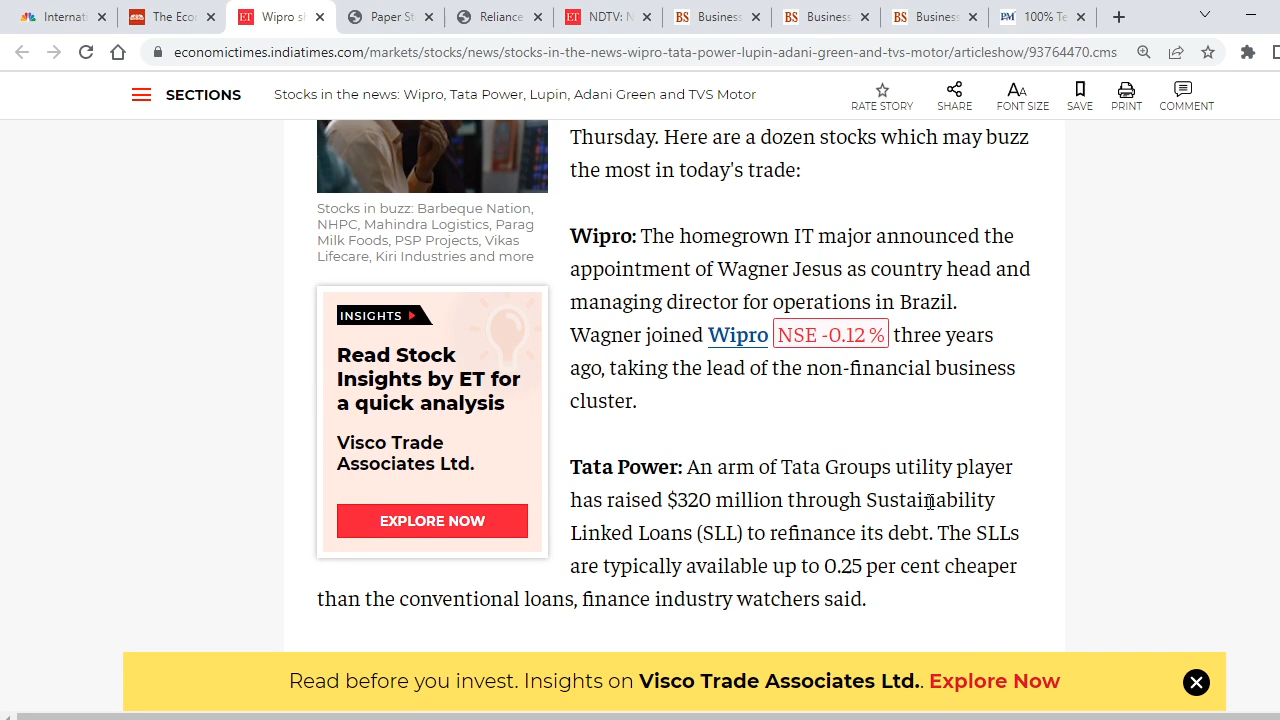 Internati
The Econ
Wipro sh
Paper M
Reliance
NDTV: N
Business
Busines
Business
100% Te
economictimes.indiatimes.com/markets/stocks/news/stocks-in-the-news-wipro-tata-power-lupin-adani-green-and-tvs-motor/articleshow/93764470.cms
SECTIONS
Stocks in the news: Wipro, Tata Power, Lupin, Adani Green and TVS Motor
RATE STORY
SHARE
FONT SIZE
SAVE
PRINT
COMMENT
Stocks in buzz: Barbeque Nation,
NHPC, Mahindra Logistics, Parag
Milk Foods, PSP Projects, Vikas
Lifecare, Kiri Industries and more
INSIGHTS
Read Stock
Insights by ET for
a quick analysis
Visco Trade
Associates Ltd.
EXPLORE NOW
Thursday. Here are a dozen stocks which may buzz
the most in today's trade:
Wipro: The homegrown IT major announced the
appointment of Wagner Jesus as country head and
managing director for operations in Brazil.
Wagner joined Wipro NSE -0.12 % three years
ago, taking the lead of the non-financial business
cluster.
Tata Power: An arm of Tata Groups utility player
has raised $320 million through Sustainability
Linked Loans (SLL) to refinance its debt. The SLLs
are typically available up to 0.25 per cent cheaper
than the conventional loans, finance industry watchers said.
Read before you invest. Insights on Visco Trade Associates Ltd.. Explore Now